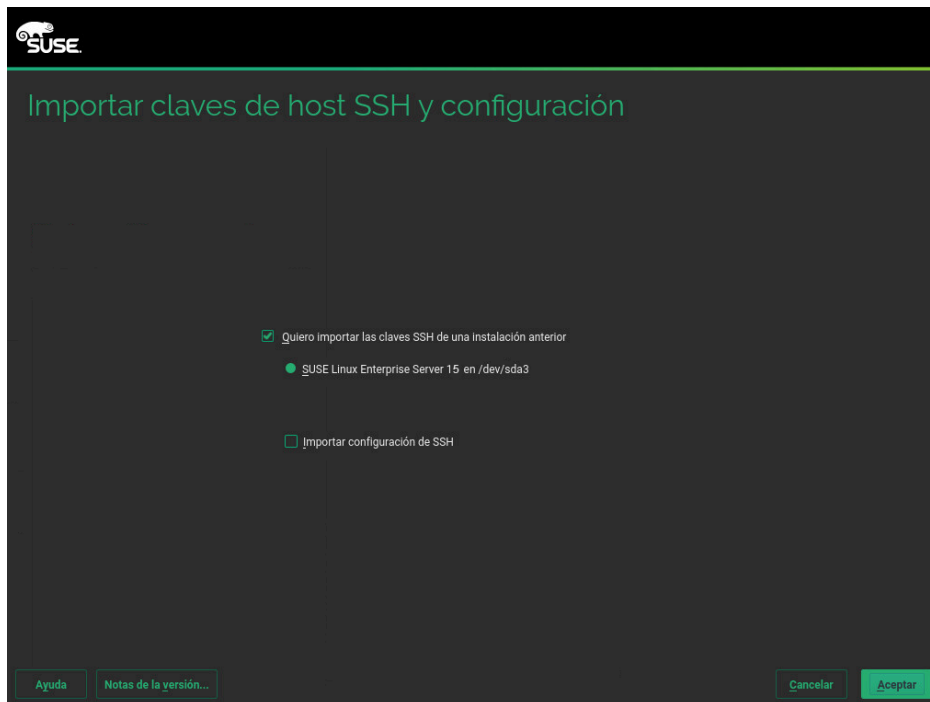 SUSE.
Importar claves de host SSH y configuración
Quiero importar las claves SSH de una instalación anterior
SUSE Linux Enterprise Server 15 en /dev/sda3
Importar configuración de SSH
Ayuda
Notas de la versión...
Cancelar
Aceptar